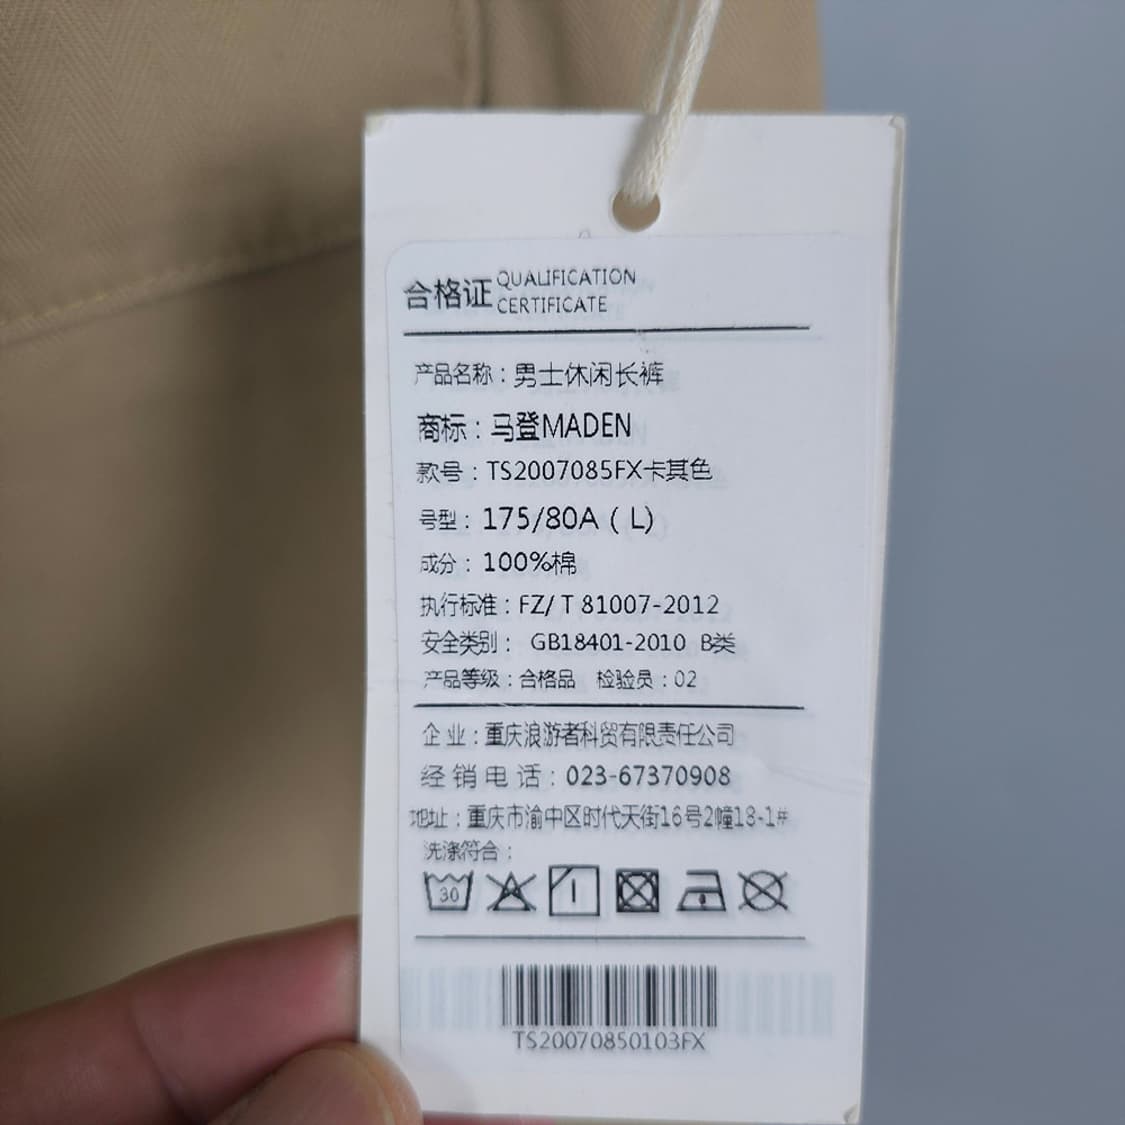 合格证 QUALIFICATION CERTIFICATE
产品名称：男士休闲长裤
商标：马登MADEN
款号：TS2007085FX卡其色
号型：175/80A ( L)
成分：100%棉
执行标准：FZ/ T 81007-2012
安全类别： GB18401-2010 B类
产品等级：合格品 检验员：02
企 业：重庆浪游者科贸有限责任公司
经 销 电 话：023-67370908
地址：重庆市渝中区时代天街16号2幢18-1#
洗涤符合：
30
TS20070850103FX